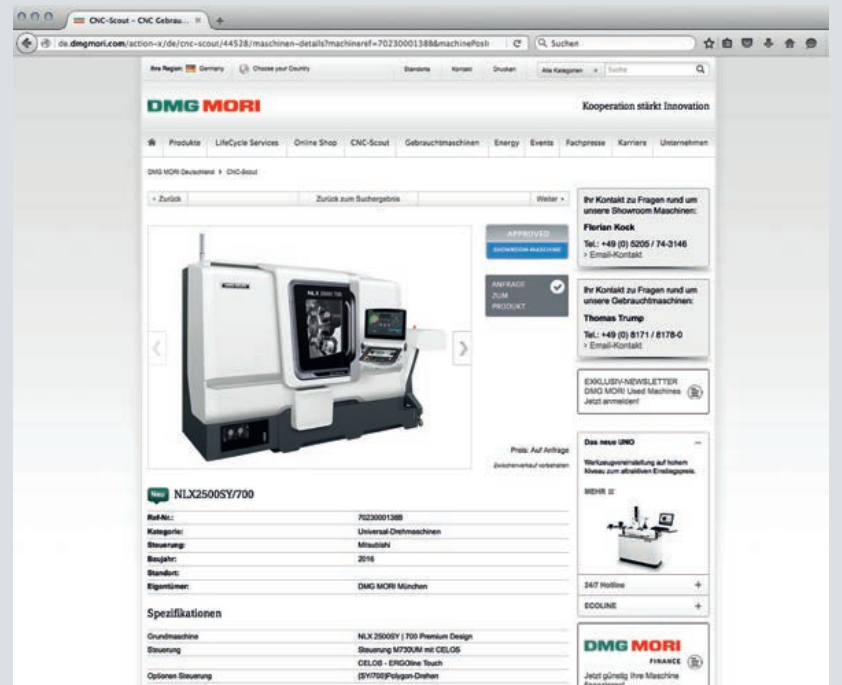 CNC-Scout - CNC Gebrau...
de.dmgmori.com/action-x/de/cnc-scout/44528/maschinen-details?machineref=7023000138B&machinePosi
Suchen
Ihre Region: Germany
Choose your Country
Standorte
Kontakt
Drucken
Alle Kategorien
Suche
DMG MORI
Kooperation stärkt Innovation
Produkte
LifeCycle Services
Online Shop
CNC-Scout
Gebrauchtmaschinen
Energy
Events
Fachpresse
Karriere
Unternehmen
DMG MORI Deutschland > CNC-Scout
< Zurück
Zurück zum Suchergebnis
Weiter >
APPROVED
SHOWROOM MASCHINE
ANFRAGE
ZUM
PRODUKT
DMG MORI
NLX 2500 | 700
Preis: Auf Anfrage
Zwischenverkauf vorbehalten
Neu NLX2500SY/700
Ref-Nr.: 7023000138B
Kategorie: Universal-Drehmaschinen
Steuerung: Mitsubishi
Baujahr: 2016
Standort:
Eigentümer: DMG MORI München
Spezifikationen
Grundmaschine NLX 2500SY | 700 Premium Design
Steuerung Steuerung M730UM mit CELOS
CELOS - ERGOline Touch
Optionen Steuerung (SY/700)Polygon-Drehen
Ihr Kontakt zu Fragen rund um
unsere Showroom Maschinen:
Florian Kock
Tel.: +49 (0) 5205 / 74-3146
> Email-Kontakt
Ihr Kontakt zu Fragen rund um
unsere Gebrauchtmaschinen:
Thomas Trump
Tel.: +49 (0) 8171 / 8178-0
> Email-Kontakt
EXKLUSIV-NEWSLETTER
DMG MORI Used Machines
Jetzt anmelden!
Das neue UNO
Werkzeugvoreinstellung auf hohem
Niveau zum attraktiven Einstiegspreis.
MEHR
24/7 Hotline
ECOLINE
DMG MORI
FINANCE
Jetzt günstig Ihre Maschine